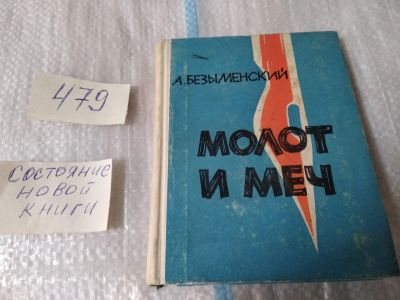 479
СОСТОЯНИЕ
НОВОЙ
КНИГИ
А. БЕЗЫМЕНСКИЙ
МОЛОТ
И МЕЧ